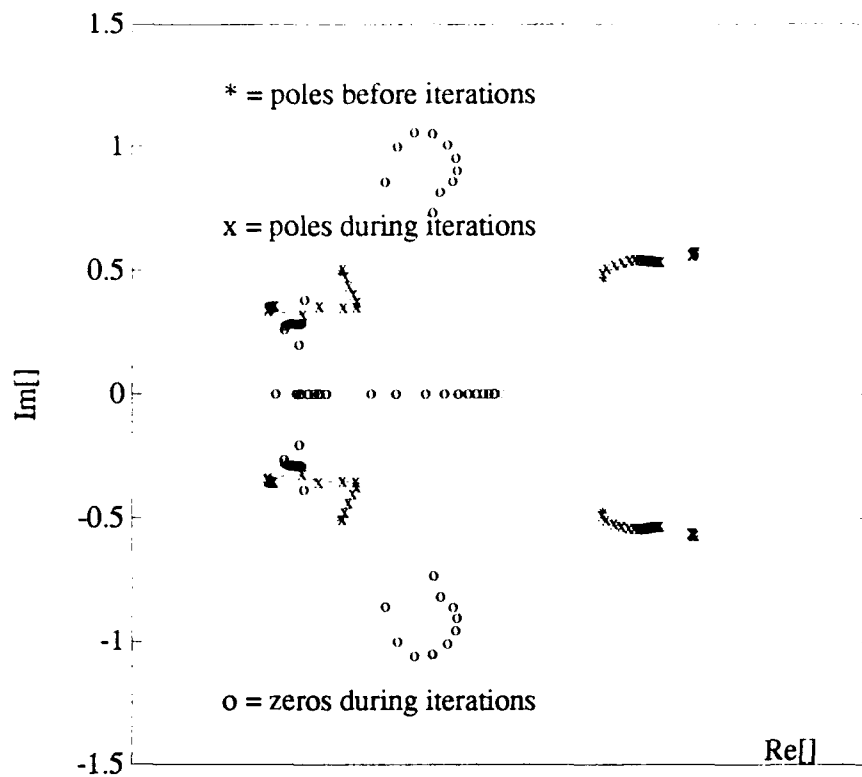 1.5
* = poles before iterations
1
x = poles during iterations
0.5
Im[]
0
-0.5
-1
o = zeros during iterations
Re[]
-1.5